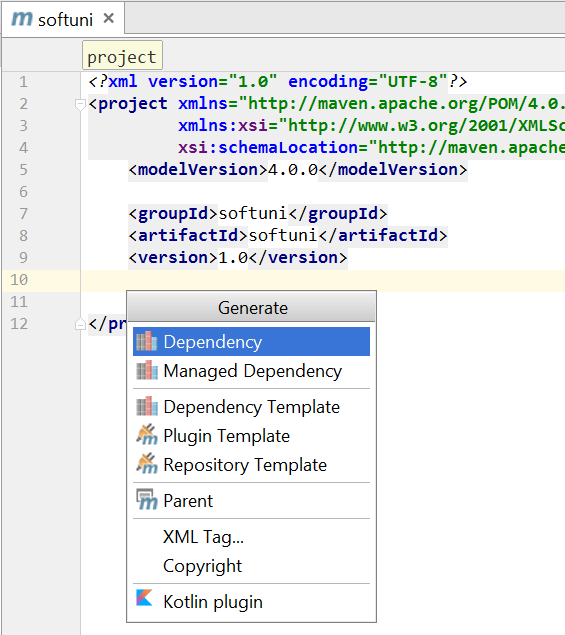 m softuni ×
project
1 <?xml version="1.0" encoding="UTF-8"?>
2 <project xmlns="http://maven.apache.org/POM/4.0.
3 xmlns:xsi="http://www.w3.org/2001/XMLSc
4 xsi:schemaLocation="http://maven.apache
5 <modelVersion>4.0.0</modelVersion>
6
7 <groupId>softuni</groupId>
8 <artifactId>softuni</artifactId>
9 <version>1.0</version>
10
11
12 </pr
Generate
Dependency
Managed Dependency
Dependency Template
Plugin Template
Repository Template
Parent
XML Tag...
Copyright
Kotlin plugin